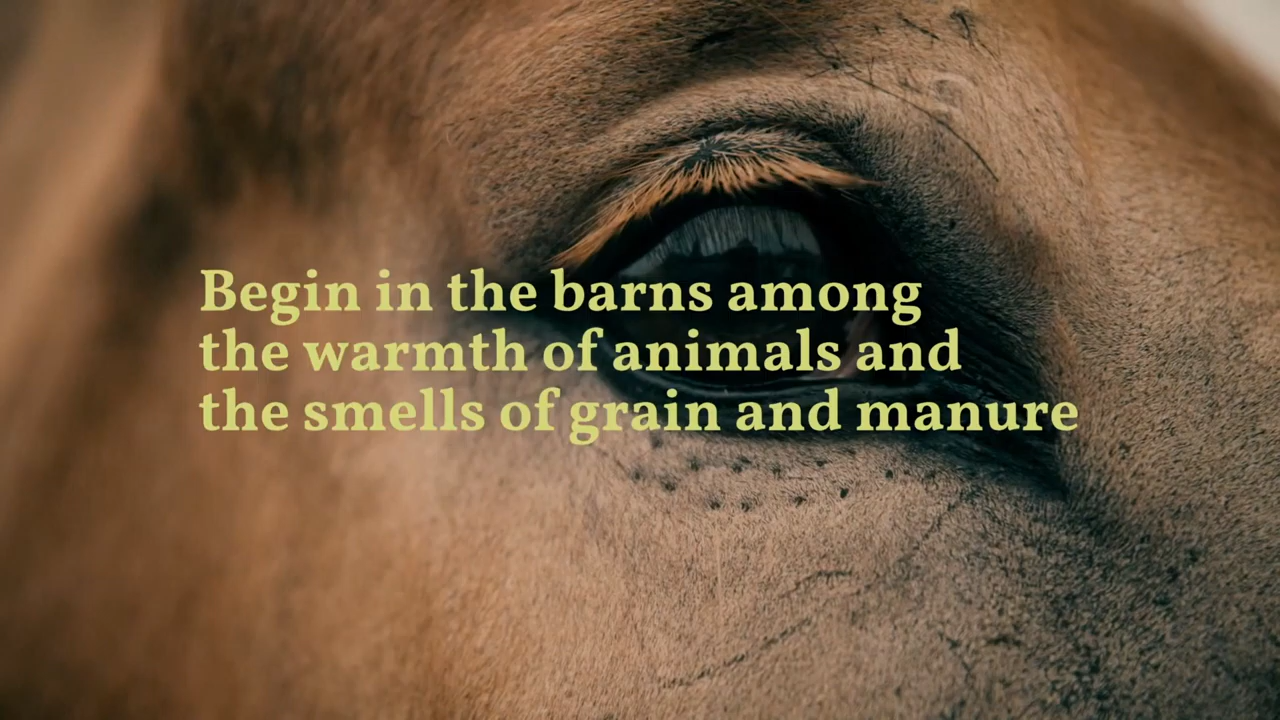 Begin in the barns among
the warmth of animals and
the smells of grain and manure